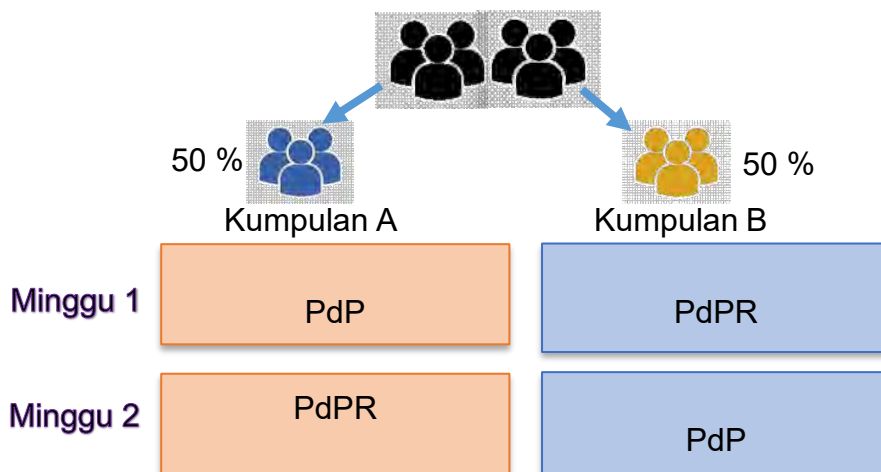 50 %
50 %
Kumpulan A
Kumpulan B
Minggu 1
PdP
PdPR
Minggu 2
PdPR
PdP